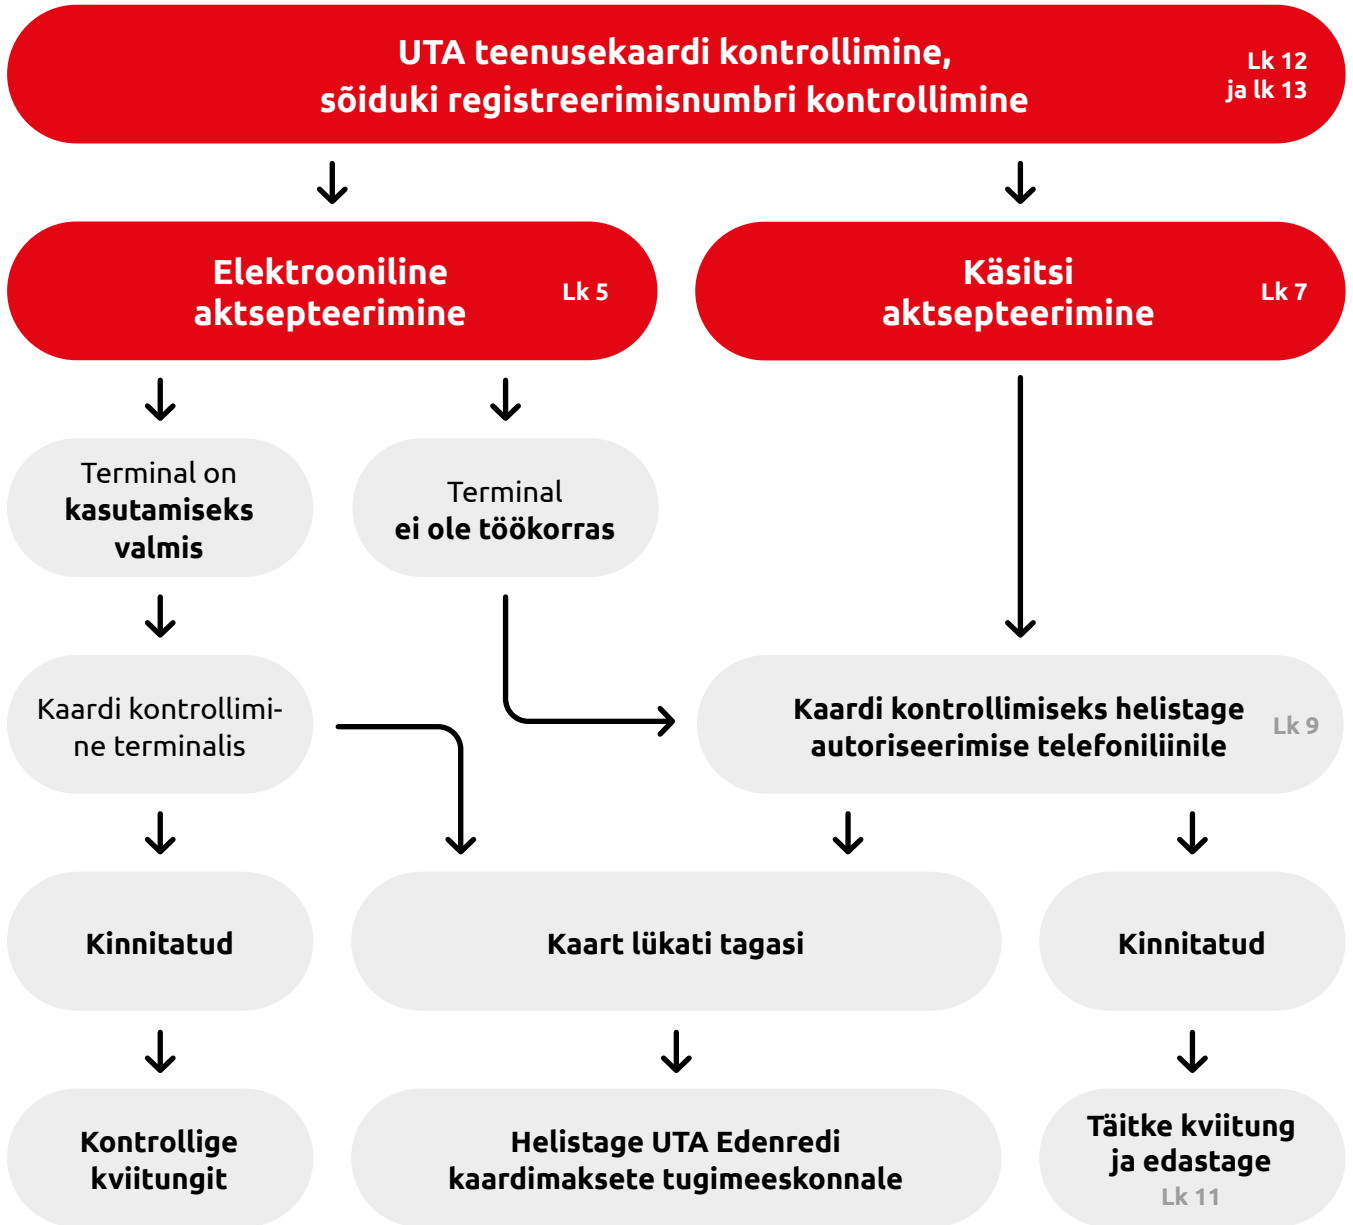 UTA teenusekaardi kontrollimine,
sõiduki registreerimisnumbri kontrollimine
Lk 12
ja lk 13
Elektrooniline
aktsepteerimine
Lk 5
Käsitsi
aktsepteerimine
Lk 7
Terminal on
kasutamiseks
valmis
Terminal
ei ole töökorras
Kaardi kontrollimi-
ne terminalis
Kaardi kontrollimiseks helistage
autoriseerimise telefoniliinile
Lk 9
Kinnitatud
Kaart lükati tagasi
Kinnitatud
Kontrollige
kviitungit
Helistage UTA Edenredi
kaardimaksete tugimeeskonnale
Täitke kviitung
ja edastage
Lk 11